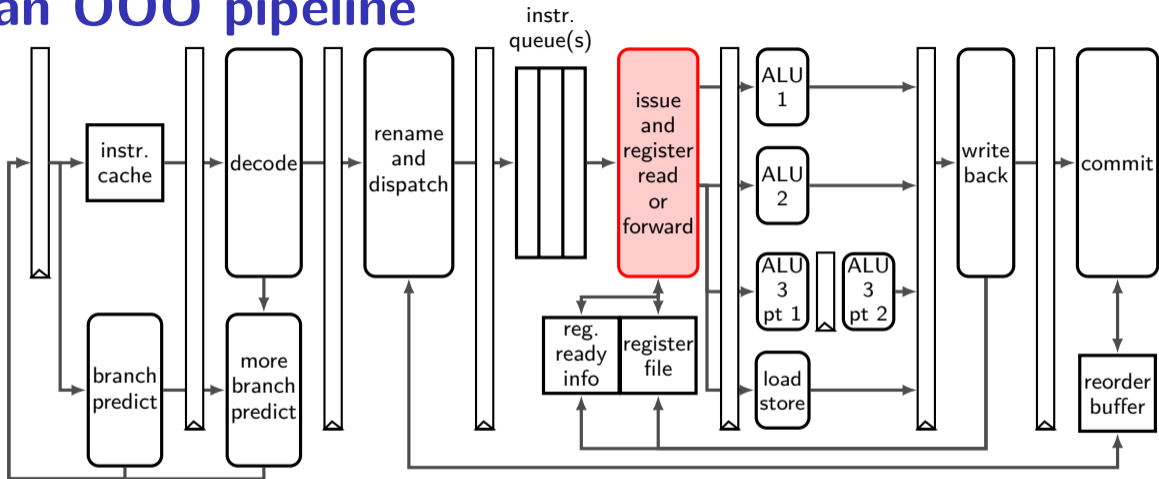 an OOO pipeline
instr.
queue(s)
instr.
cache
decode
rename
and
dispatch
issue
and
register
read
or
forward
ALU
1
ALU
2
ALU
3
pt 1
ALU
3
pt 2
load
store
write
back
commit
branch
predict
more
branch
predict
reg.
ready
info
register
file
reorder
buffer